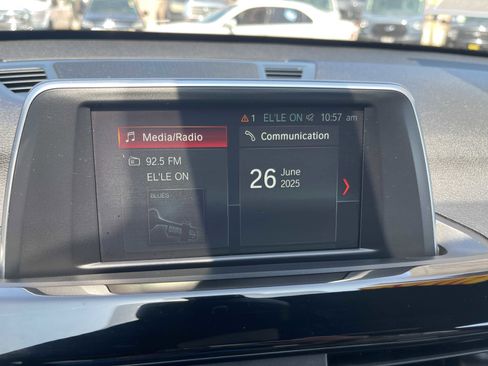 1 EL'LE ON 10:57 am
Media/Radio
Communication
92.5 FM
EL'LE ON
BLUES
26 June
2025